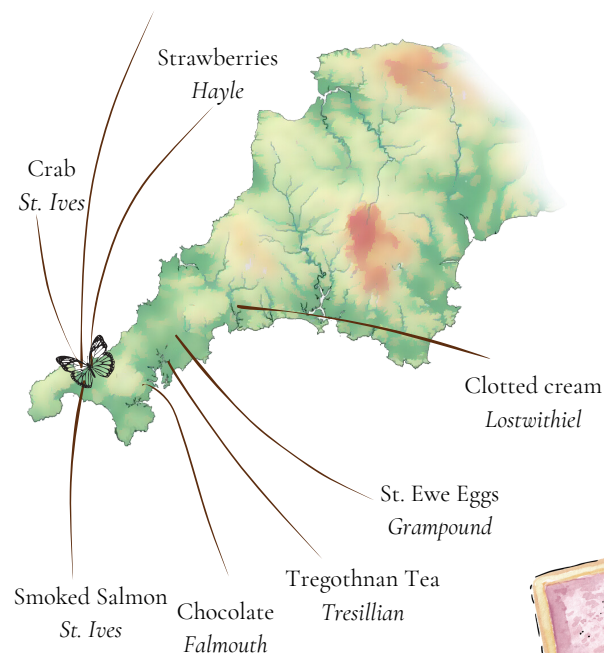 Strawberries
Hayle
Crab
St. Ives
Clotted cream
Lostwithiel
St. Ewe Eggs
Grampound
Tregothnan Tea
Tresillian
Smoked Salmon
St. Ives
Chocolate
Falmouth